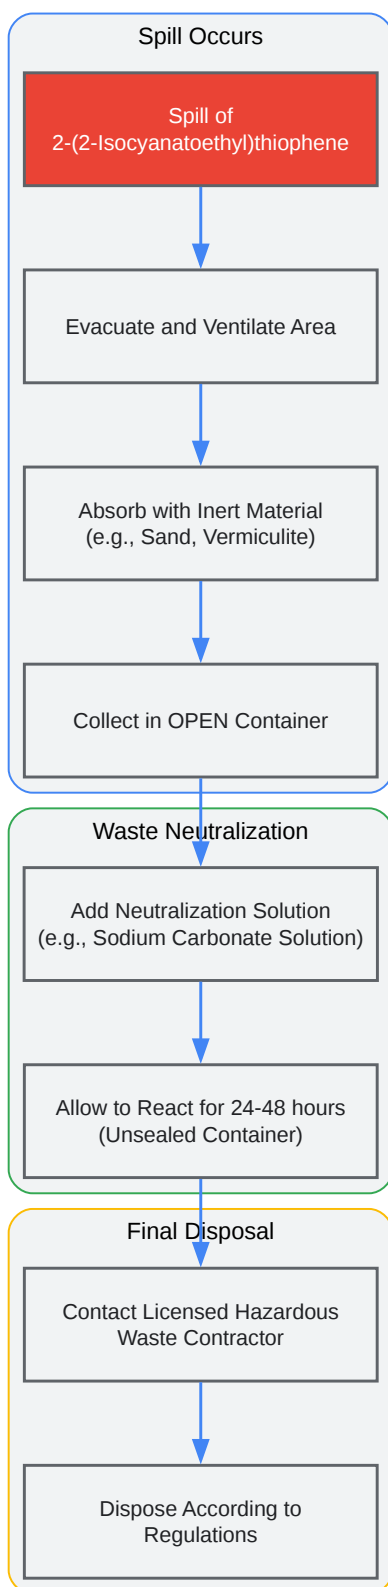 Spill Occurs
Spill of
2-(2-Isocyanatoethyl)thiophene
Evacuate and Ventilate Area
Absorb with Inert Material
(e.g., Sand, Vermiculite)
Collect in OPEN Container
Waste Neutralization
Add Neutralization Solution
(e.g., Sodium Carbonate Solution)
Allow to React for 24-48 hours
(Unsealed Container)
Final Disposal
Contact Licensed Hazardous
Waste Contractor
Dispose According to
Regulations